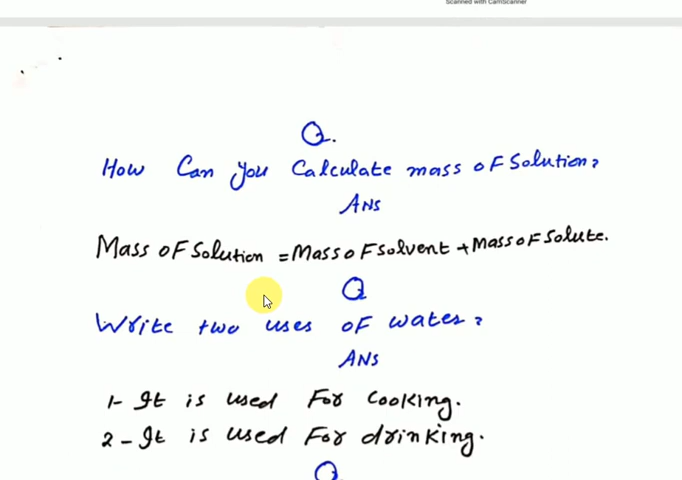 Scanned with CamScanner
Q.
How Can you Calculate mass of Solution?
ANS
Mass of Solution = Mass of solvent + Mass of Solute.
Q
Write two uses of water?
ANS
1- It is used For cooking.
2- It is used For drinking.
Q.